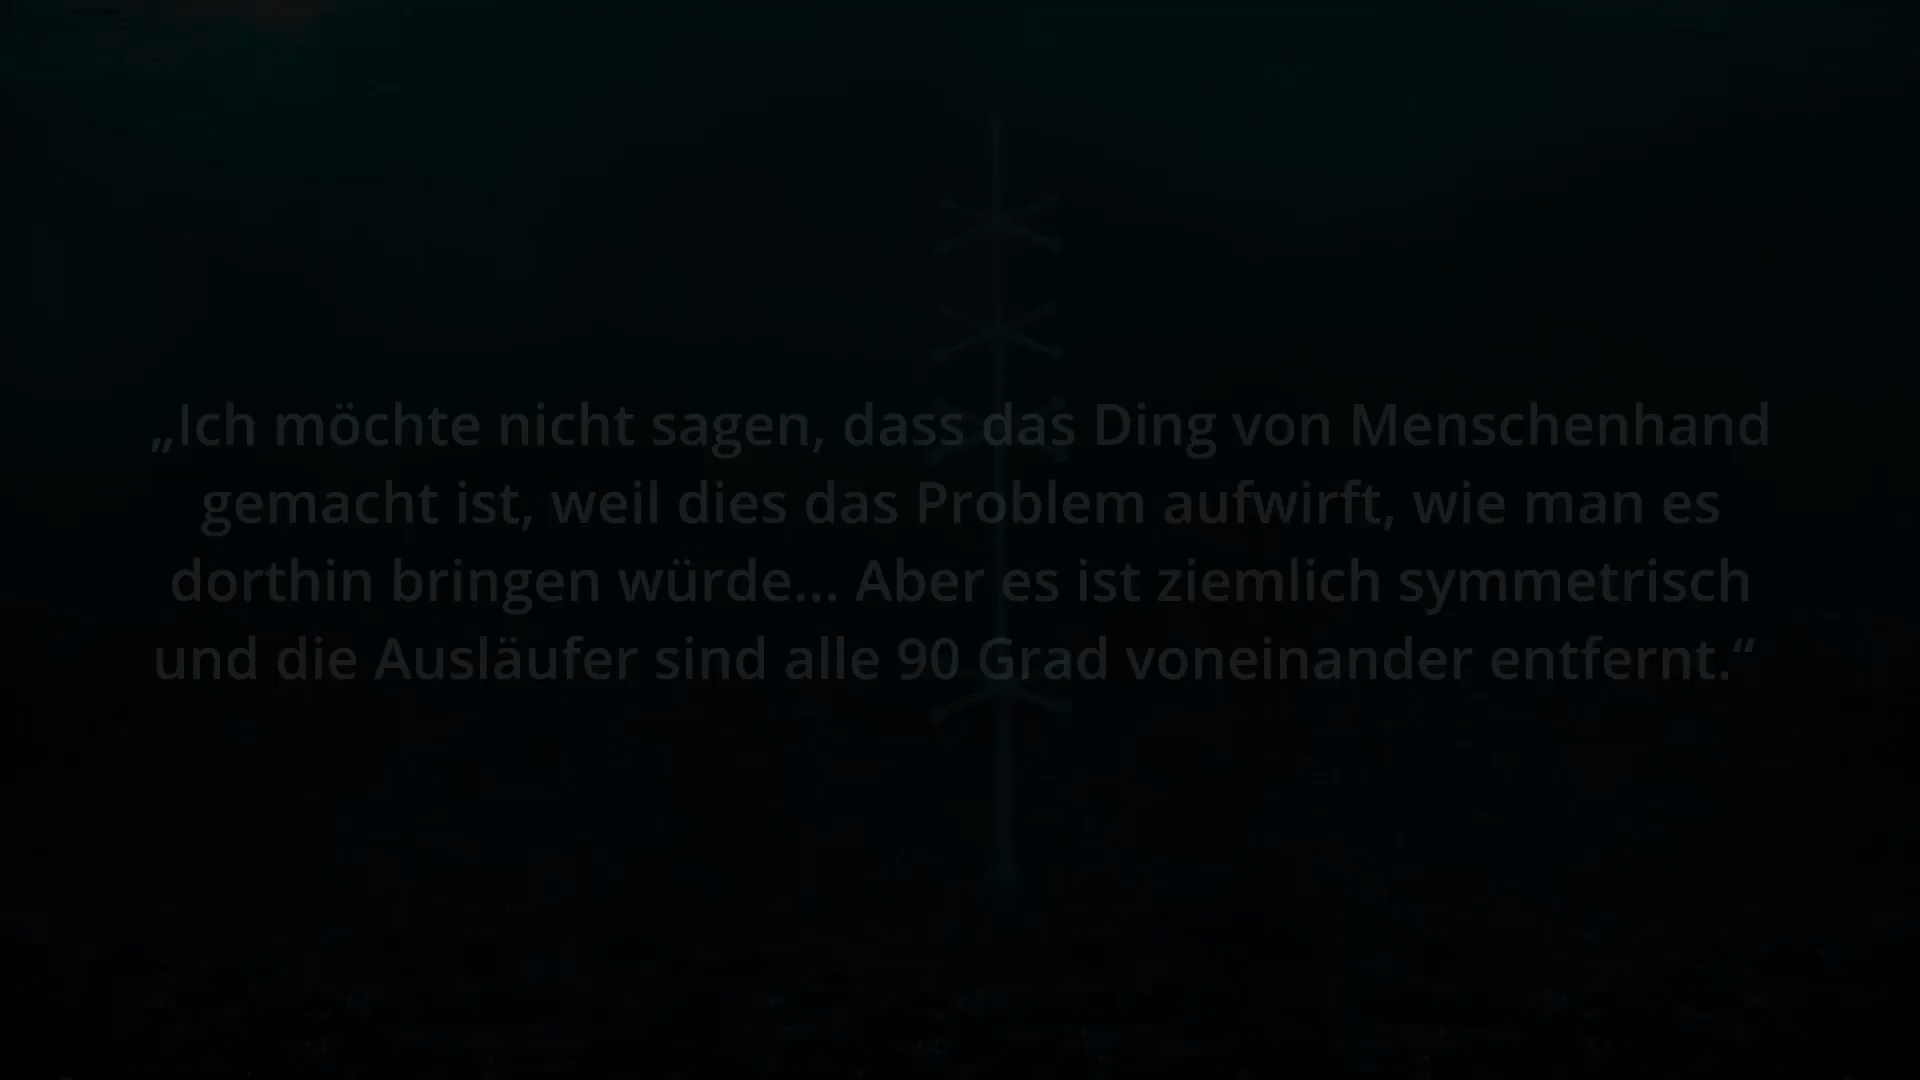 „Ich möchte nicht sagen, dass das Ding von Menschenhand
gemacht ist, weil dies das Problem aufwirft, wie man es
dorthin bringen würde... Aber es ist ziemlich symmetrisch
und die Ausläufer sind alle 90 Grad voneinander entfernt.“